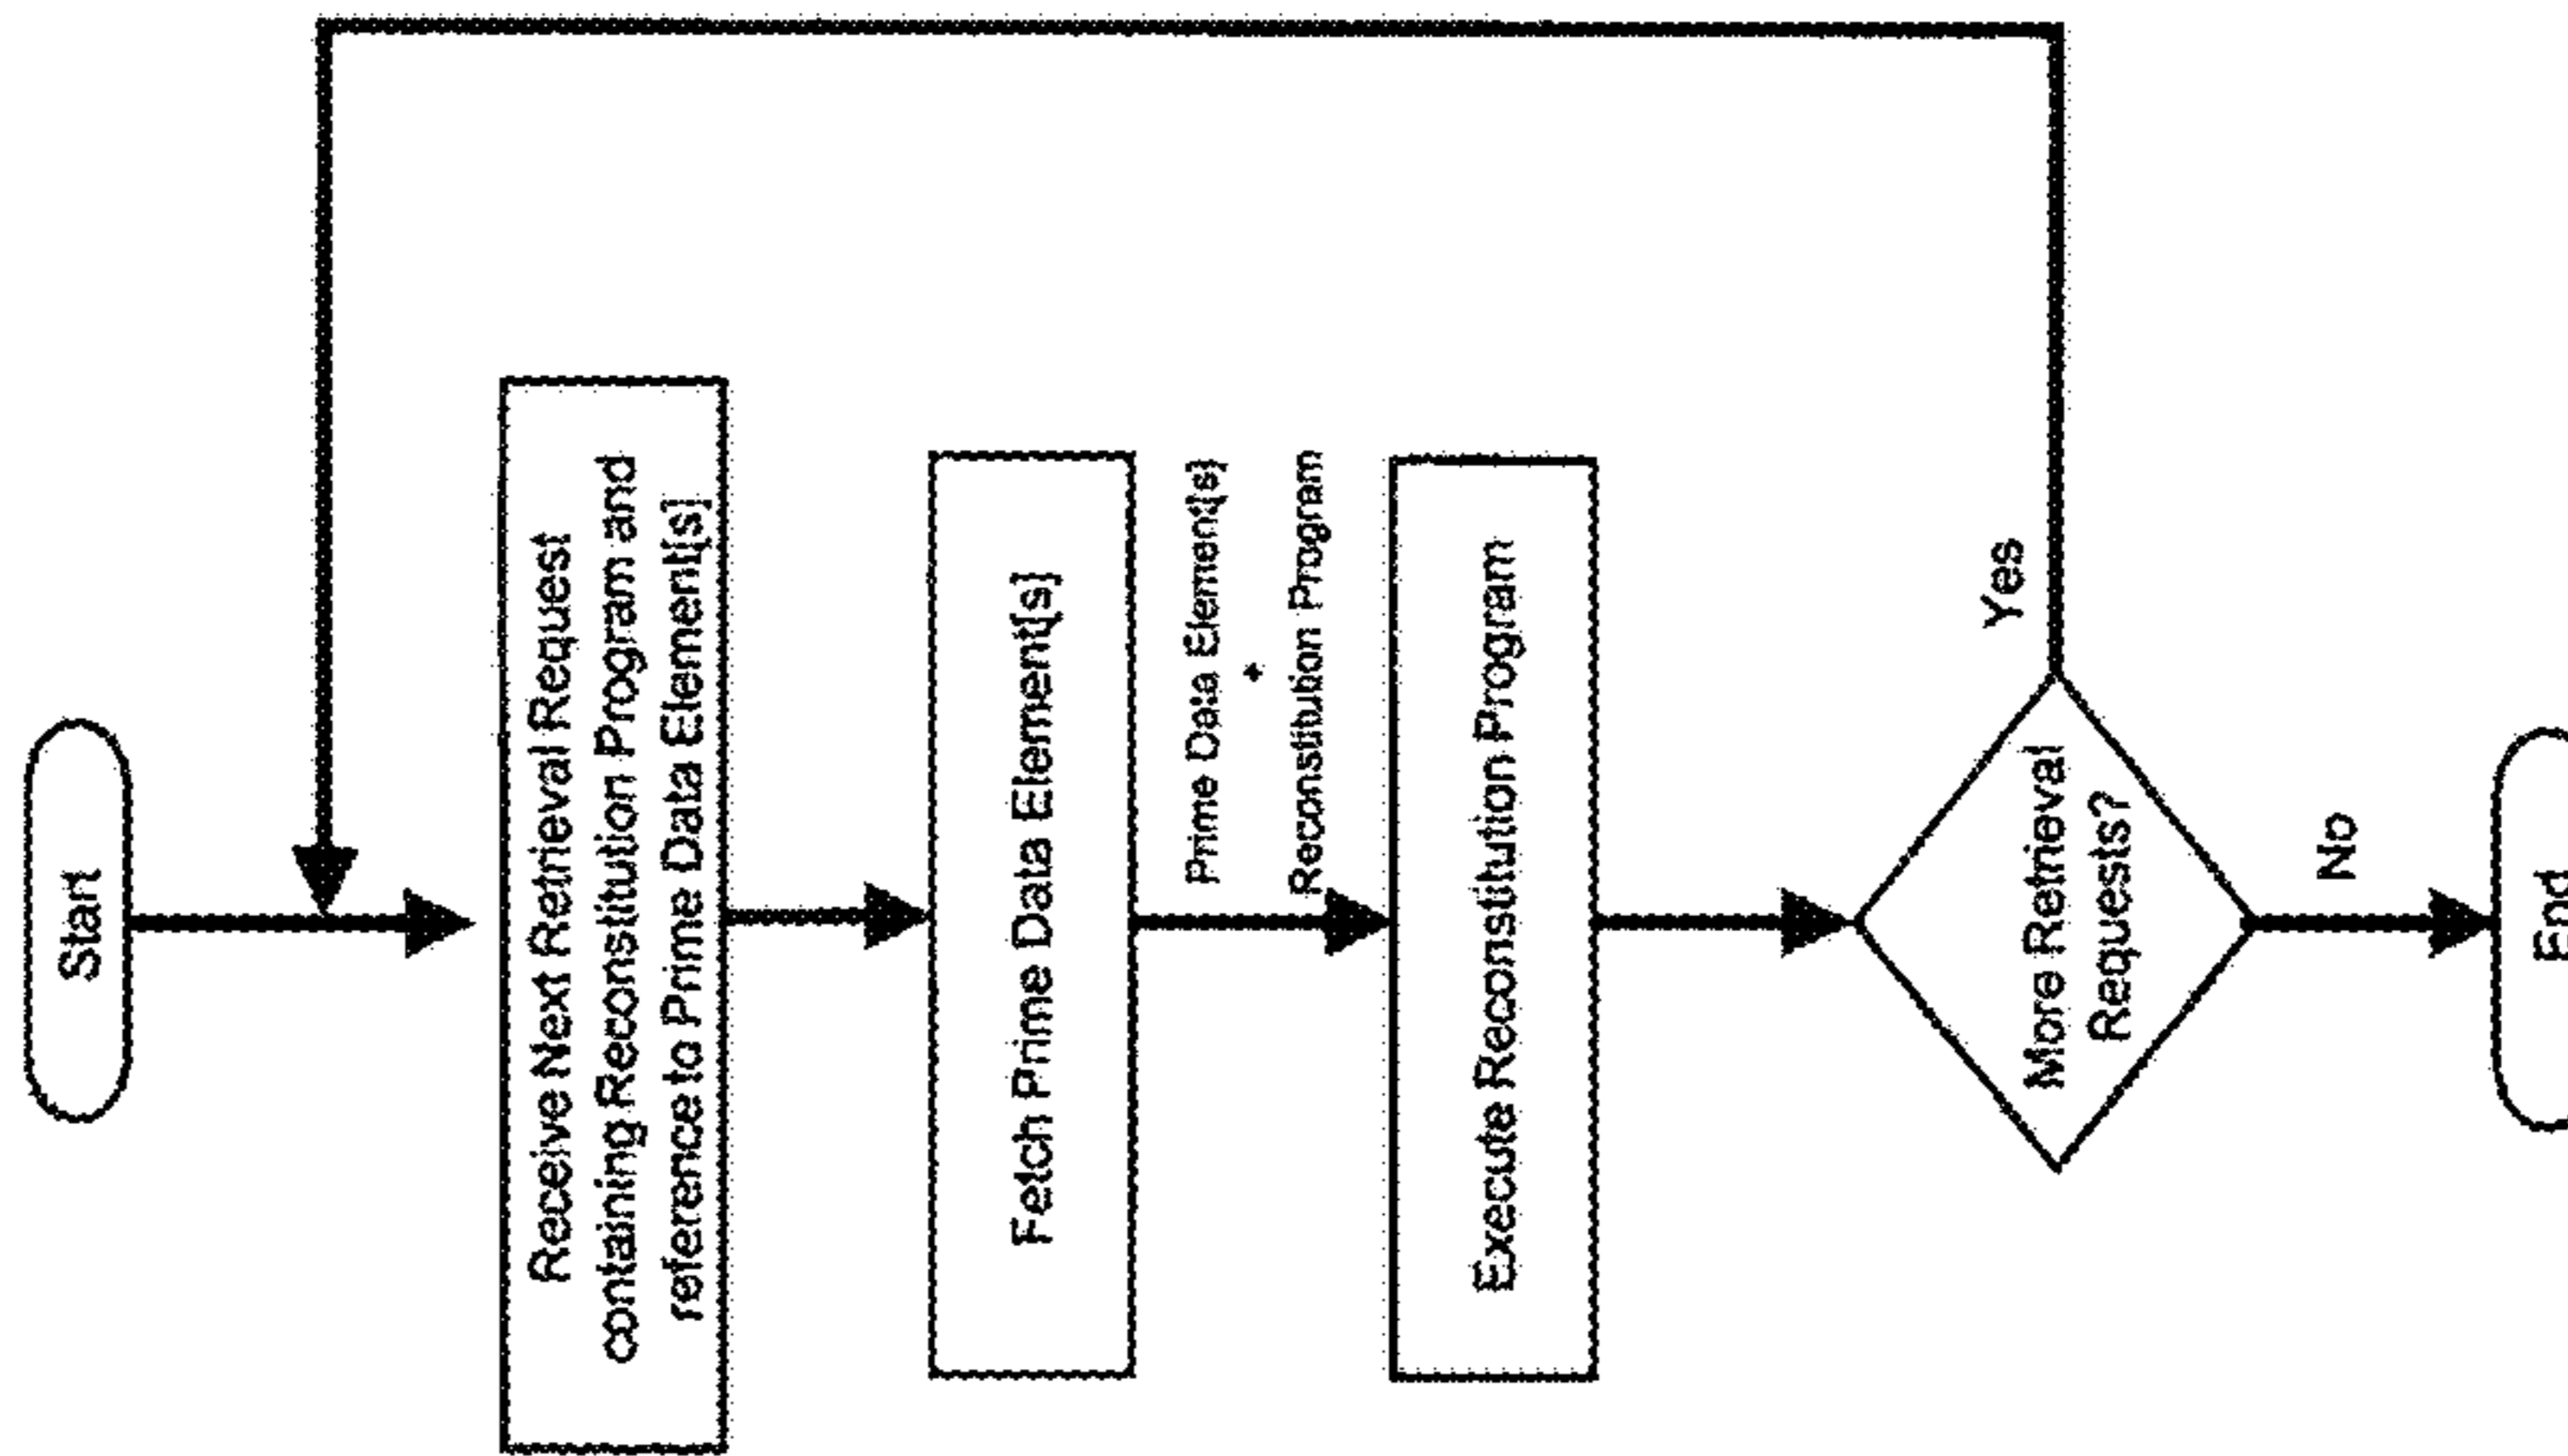 Start
Receive Next Retrieval Request
containing Reconstitution Program and
reference to Prime Data Element[s]
Fetch Prime Data Element[s]
Prime Data Element[s]
+
Reconstitution Program
Execute Reconstitution Program
More Retrieval
Requests?
Yes
No
End